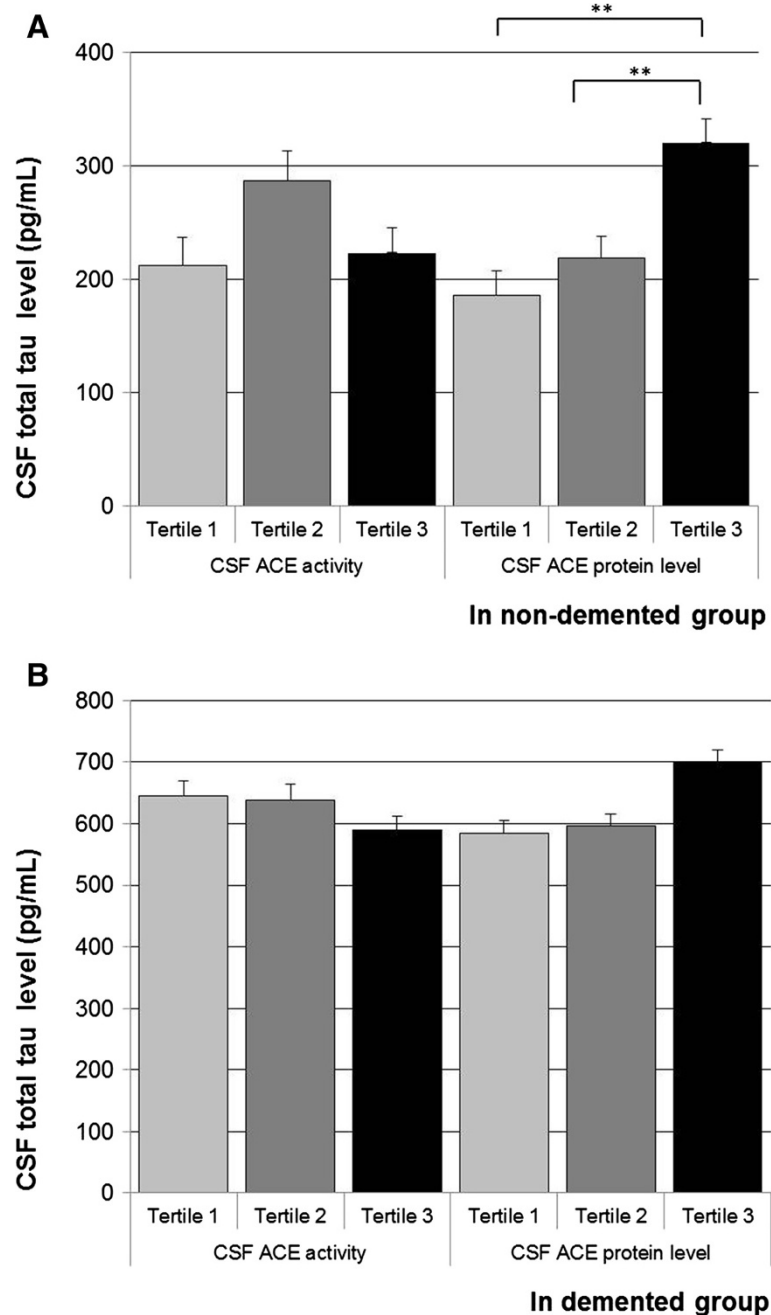 A
**
**
400
300
200
100
0
CSF total tau level (pg/mL)
Tertile 1 Tertile 2 Tertile 3 Tertile 1 Tertile 2 Tertile 3
CSF ACE activity CSF ACE protein level
In non-demented group
B
800
700
600
500
400
300
200
100
0
CSF total tau level (pg/mL)
Tertile 1 Tertile 2 Tertile 3 Tertile 1 Tertile 2 Tertile 3
CSF ACE activity CSF ACE protein level
In demented group